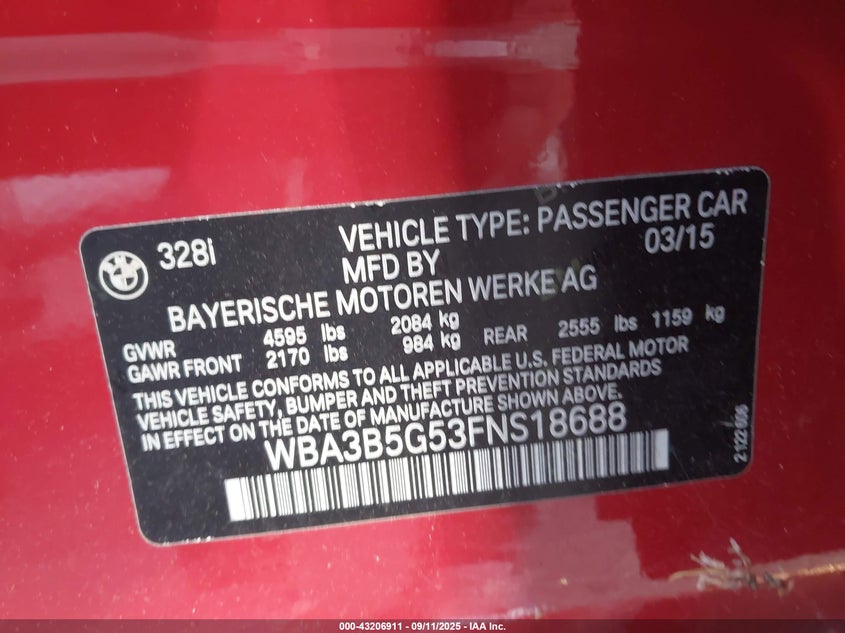 328i
VEHICLE TYPE: PASSENGER CAR
MFD BY 03/15
BAYERISCHE MOTOREN WERKE AG
GVWR 4595 lbs 2084 kg
GAWR FRONT 2170 lbs 984 kg REAR 2555 lbs 1159 kg
THIS VEHICLE CONFORMS TO ALL APPLICABLE U.S. FEDERAL MOTOR
VEHICLE SAFETY, BUMPER AND THEFT PREVENTION STANDARDS
IN EFFECT ON THE DATE OF MANUFACTURE SHOWN ABOVE.
WBA3B5G53FNS18688
2 122 606
000-43206911 - 09/11/2025 - IAA Inc.